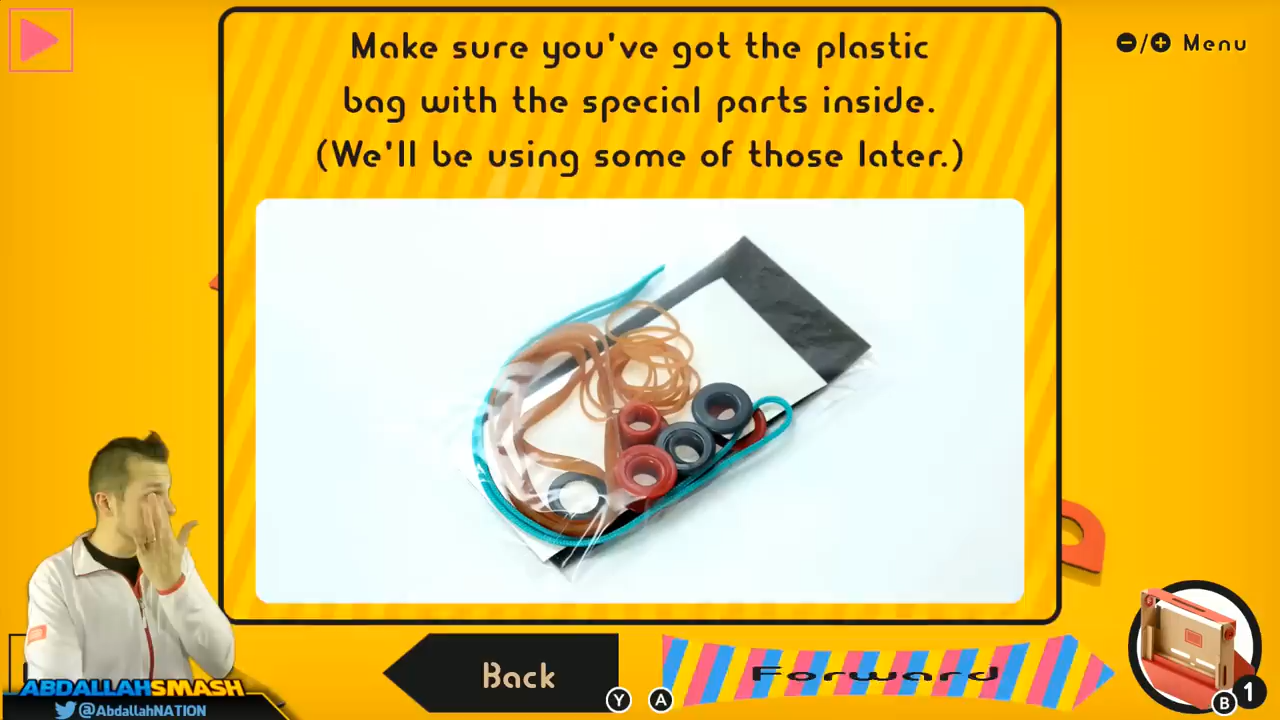 Make sure you've got the plastic
bag with the special parts inside.
(We'll be using some of those later.)
-/+ Menu
Back
Y
A
Forward
B
1
ABDALLAHSMASH
@AbdallahNATION